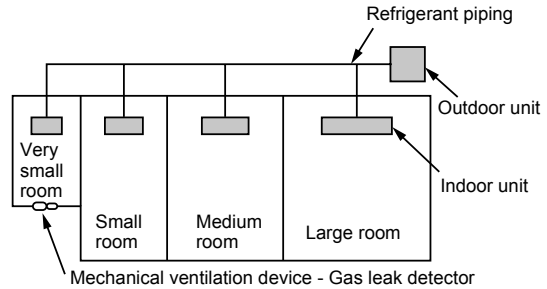 Refrigerant piping
Outdoor unit
Indoor unit
Very
small
room
Small
room
Medium
room
Large room
Mechanical ventilation device - Gas leak detector